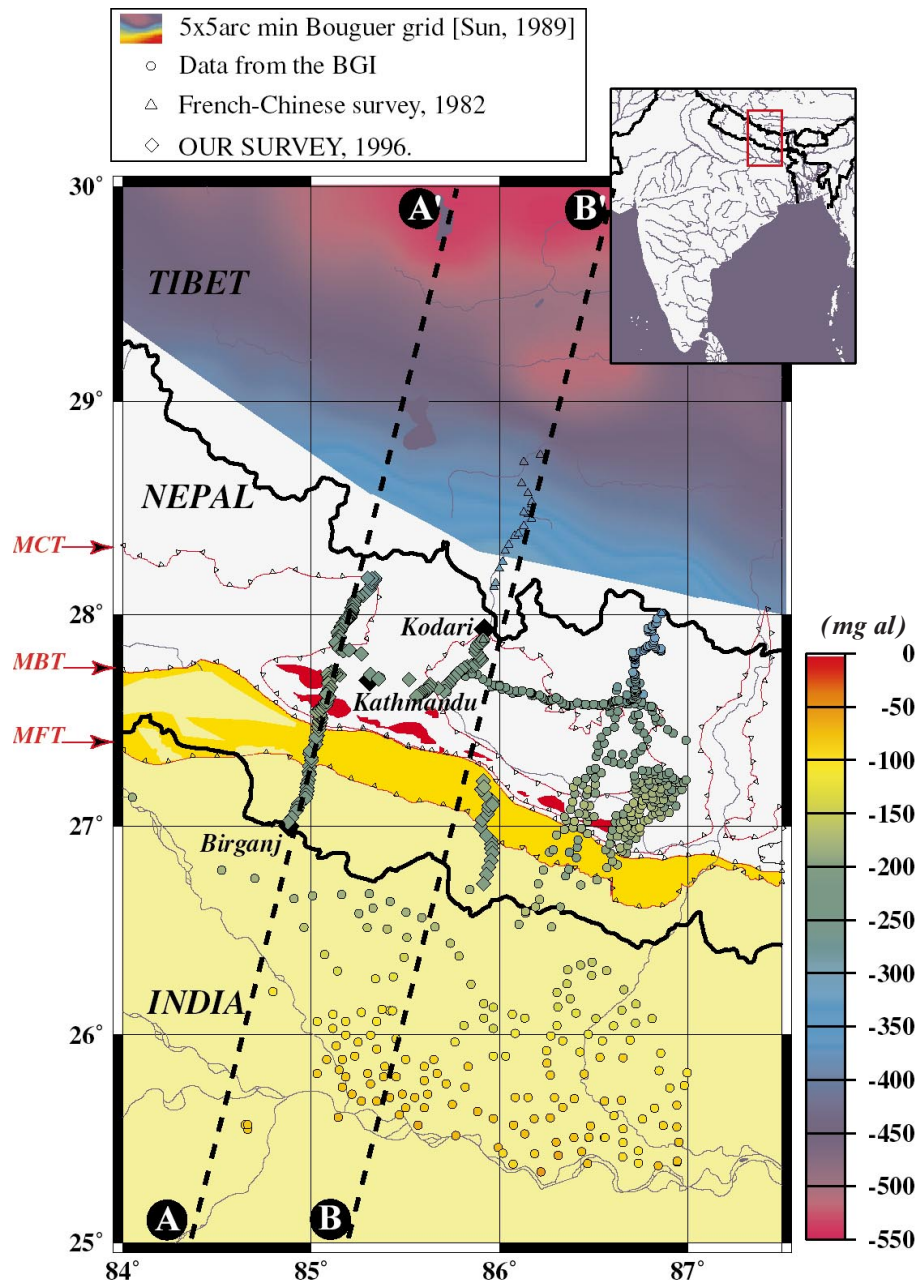 5x5arc min Bouguer grid [Sun, 1989]
Data from the BGI
French-Chinese survey, 1982
OUR SURVEY, 1996.
30°
A'
B'
TIBET
29°
NEPAL
MCT
28°
Kodari
(mg al)
0
MBT
Kathmandu
-50
MFT
-100
27°
Birganj
-150
-200
-250
-300
INDIA
26°
-350
-400
-450
A
B
-500
25°
-550
84°
85°
86°
87°